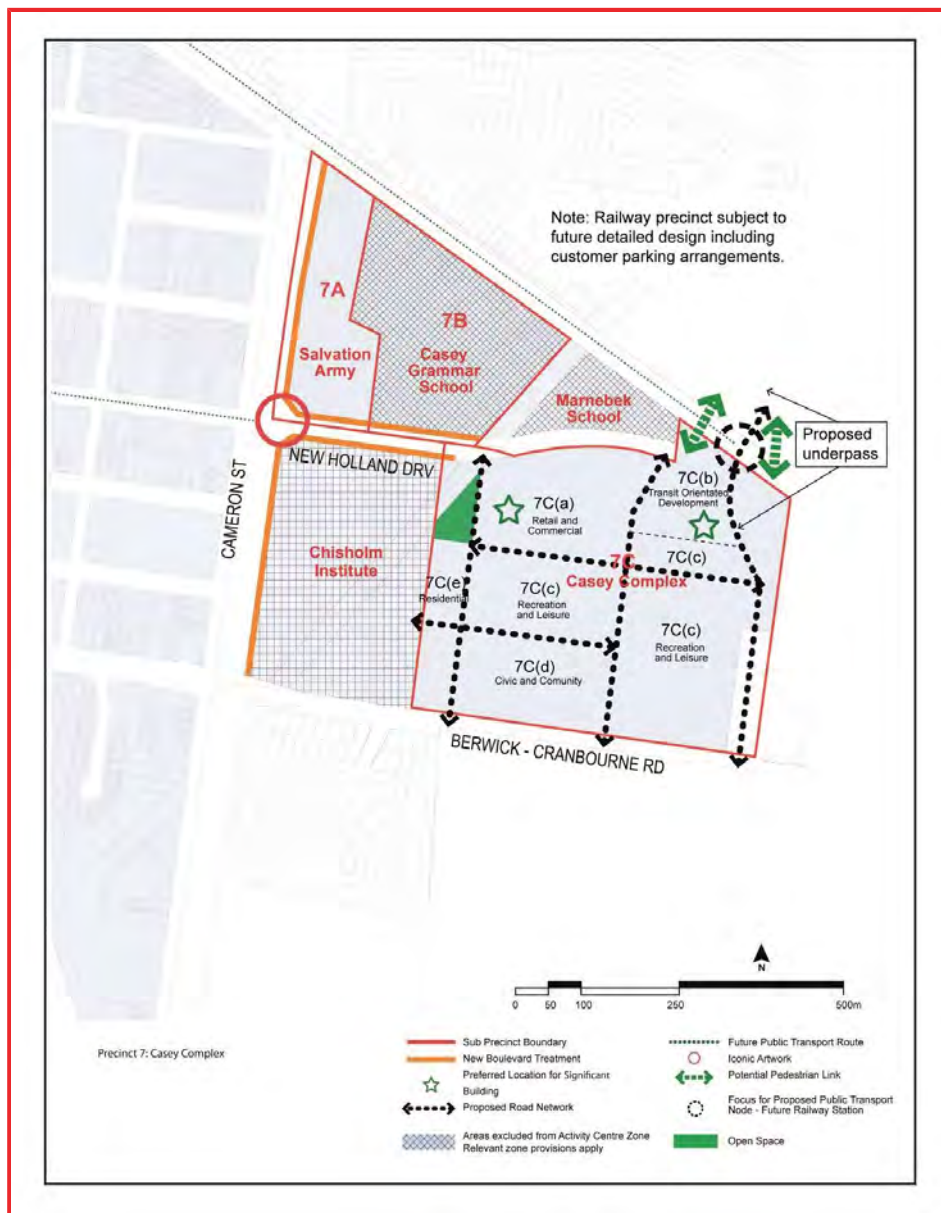 Note: Railway precinct subject to
future detailed design including
customer parking arrangements.
7A
Salvation
Army
7B
Casey
Grammar
School
Marnebek
School
Proposed
underpass
NEW HOLLAND DRV
CAMERON ST
Chisholm
Institute
7C(a)
Retail and
Commercial
7C(b)
Transit Orientated
Development
7C(c)
7C
Casey Complex
7C(e)
Residential
7C(c)
Recreation
and Leisure
7C(c)
Recreation
and Leisure
7C(d)
Civic and Comunity
BERWICK - CRANBOURNE RD
N
0 50 100 250 500m
Precinct 7: Casey Complex
Sub Precinct Boundary
New Boulevard Treatment
Preferred Location for Significant
Building
Proposed Road Network
Areas excluded from Activity Centre Zone
Relevant zone provisions apply
Future Public Transport Route
Iconic Artwork
Potential Pedestrian Link
Focus for Proposed Public Transport
Node - Future Railway Station
Open Space